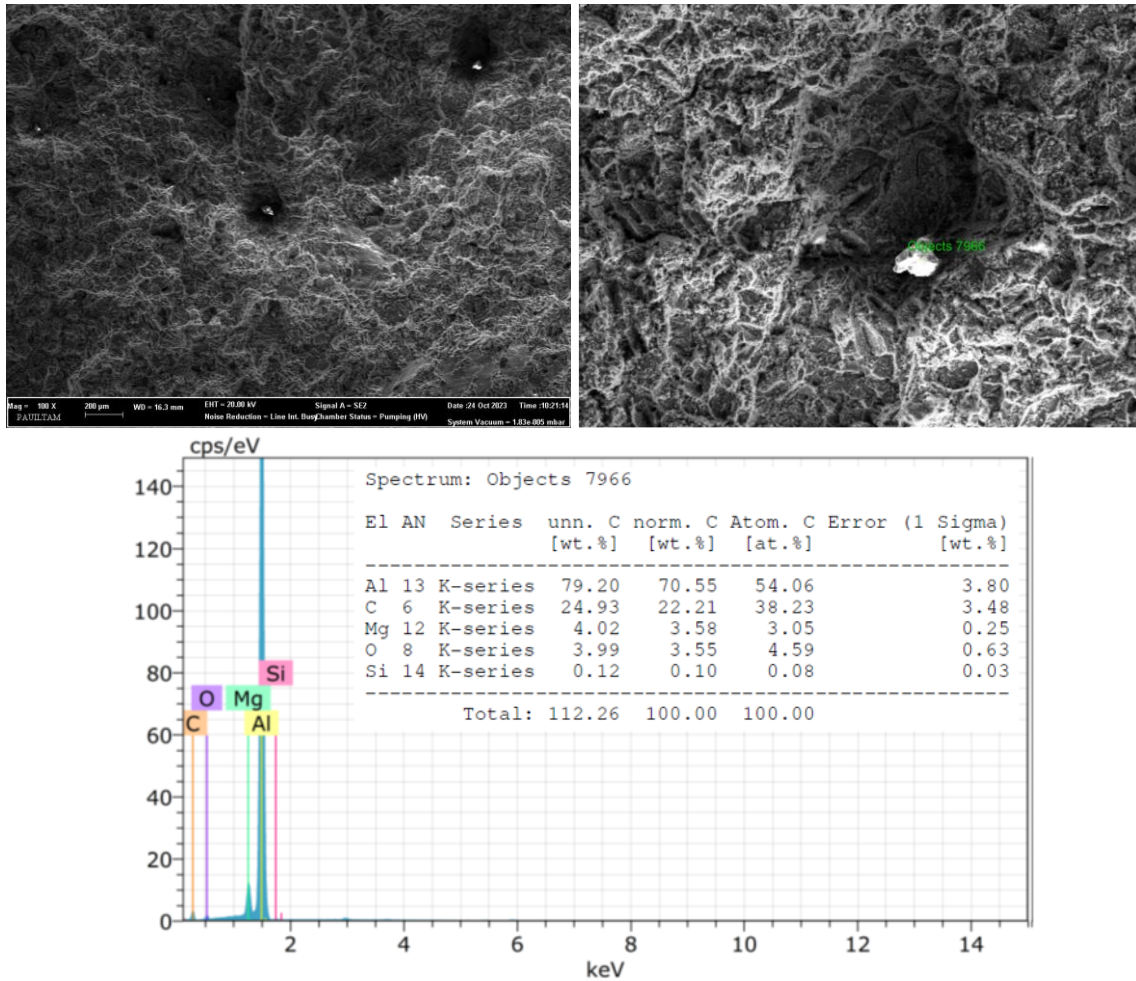 Mag = 100 X 200 µm WD = 16.3 mm EHT = 20.00 kV Signal A = SE2 Date :24 Oct 2023 Time :10:21:14
PAUILTAM Noise Reduction = Line Int. Busy Chamber Status = Pumping (HV) System Vacuum = 1.83e-005 mbar
Objects 7966
cps/eV
Spectrum: Objects 7966
El AN Series unn. C norm. C Atom. C Error (1 Sigma)
[wt.%] [wt.%] [at.%] [wt.%]
Al 13 K-series 79.20 70.55 54.06 3.80
C 6 K-series 24.93 22.21 38.23 3.48
Mg 12 K-series 4.02 3.58 3.05 0.25
O 8 K-series 3.99 3.55 4.59 0.63
Si 14 K-series 0.12 0.10 0.08 0.03
Total: 112.26 100.00 100.00
140
120
100
80
60
40
20
0
Si
O Mg
C Al
2 4 6 8 10 12 14
keV